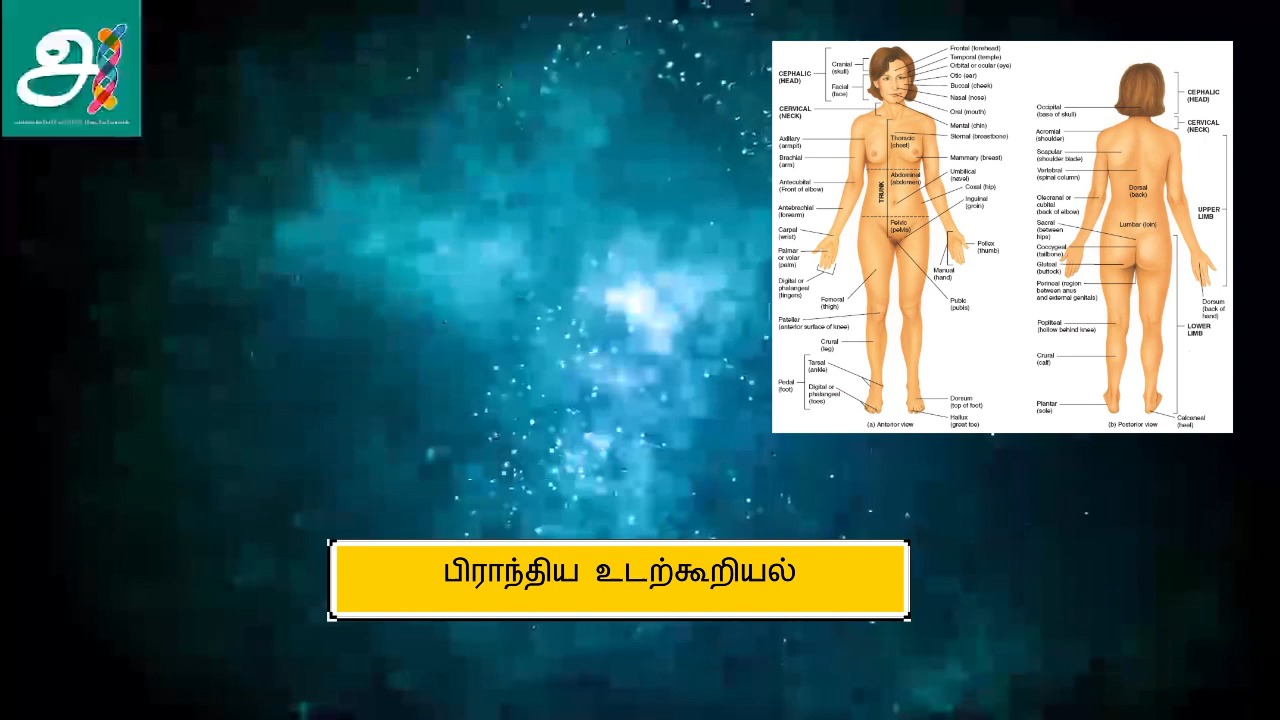 அ
CEPHALIC
(HEAD)
Cranial
(skull)
Facial
(face)
CERVICAL
(NECK)
Axillary
(armpit)
Brachial
(arm)
Antecubital
(Front of elbow)
Antebrachial
(forearm)
Carpal
(wrist)
Palmar
or volar
(palm)
Digital or
phalangeal
(fingers)
Femoral
(thigh)
Patellar
(anterior surface of knee)
Crural
(leg)
Pedal
(foot)
Tarsal
(ankle)
Digital or
phalangeal
(toes)
Frontal (forehead)
Temporal (temple)
Orbital or ocular (eye)
Otic (ear)
Buccal (cheek)
Nasal (nose)
Oral (mouth)
Mental (chin)
Sternal (breastbone)
Thoracic
(chest)
Mammary (breast)
TRUNK
Abdominal
(abdomen)
Umbilical
(navel)
Coxal (hip)
Inguinal
(groin)
Pelvic
(pelvis)
Pollex
(thumb)
Manual
(hand)
Pubic
(pubis)
Dorsum
(top of foot)
Hallux
(great toe)
(a) Anterior view
Occipital
(base of skull)
Acromial
(shoulder)
Scapular
(shoulder blade)
Vertebral
(spinal column)
Olecranal or
cubital
(back of elbow)
Sacral
(between
hips)
Coccygeal
(tailbone)
Gluteal
(buttock)
Perineal (region
between anus
and external genitals)
Popliteal
(hollow behind knee)
Crural
(calf)
Plantar
(sole)
CEPHALIC
(HEAD)
CERVICAL
(NECK)
Dorsal
(back)
UPPER
LIMB
Lumbar (loin)
Dorsum
(back of
hand)
LOWER
LIMB
Calcaneal
(heel)
(b) Posterior view
பிராந்திய உடற்கூறியல்